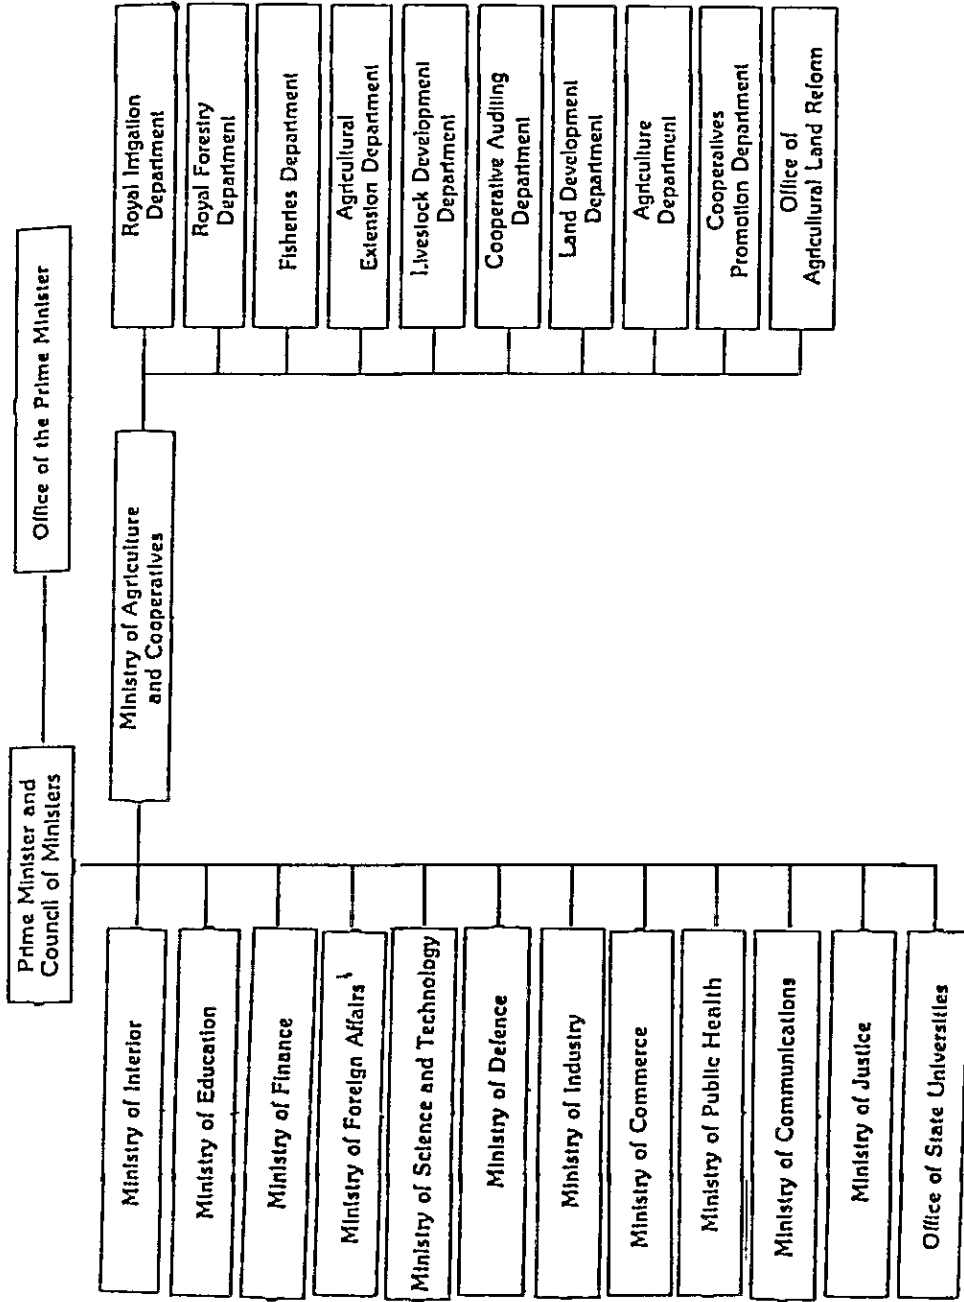 Prime Minister and
Council of Ministers
Office of the Prime Minister
Ministry of Interior
Ministry of Education
Ministry of Finance
Ministry of Foreign Affairs
Ministry of Science and Technology
Ministry of Defence
Ministry of Industry
Ministry of Commerce
Ministry of Public Health
Ministry of Communications
Ministry of Justice
Office of State Universities
Ministry of Agriculture
and Cooperatives
Royal Irrigation
Department
Royal Forestry
Department
Fisheries Department
Agricultural
Extension Department
Livestock Development
Department
Cooperative Auditing
Department
Land Development
Department
Agriculture
Department
Cooperatives
Promotion Department
Office of
Agricultural Land Reform